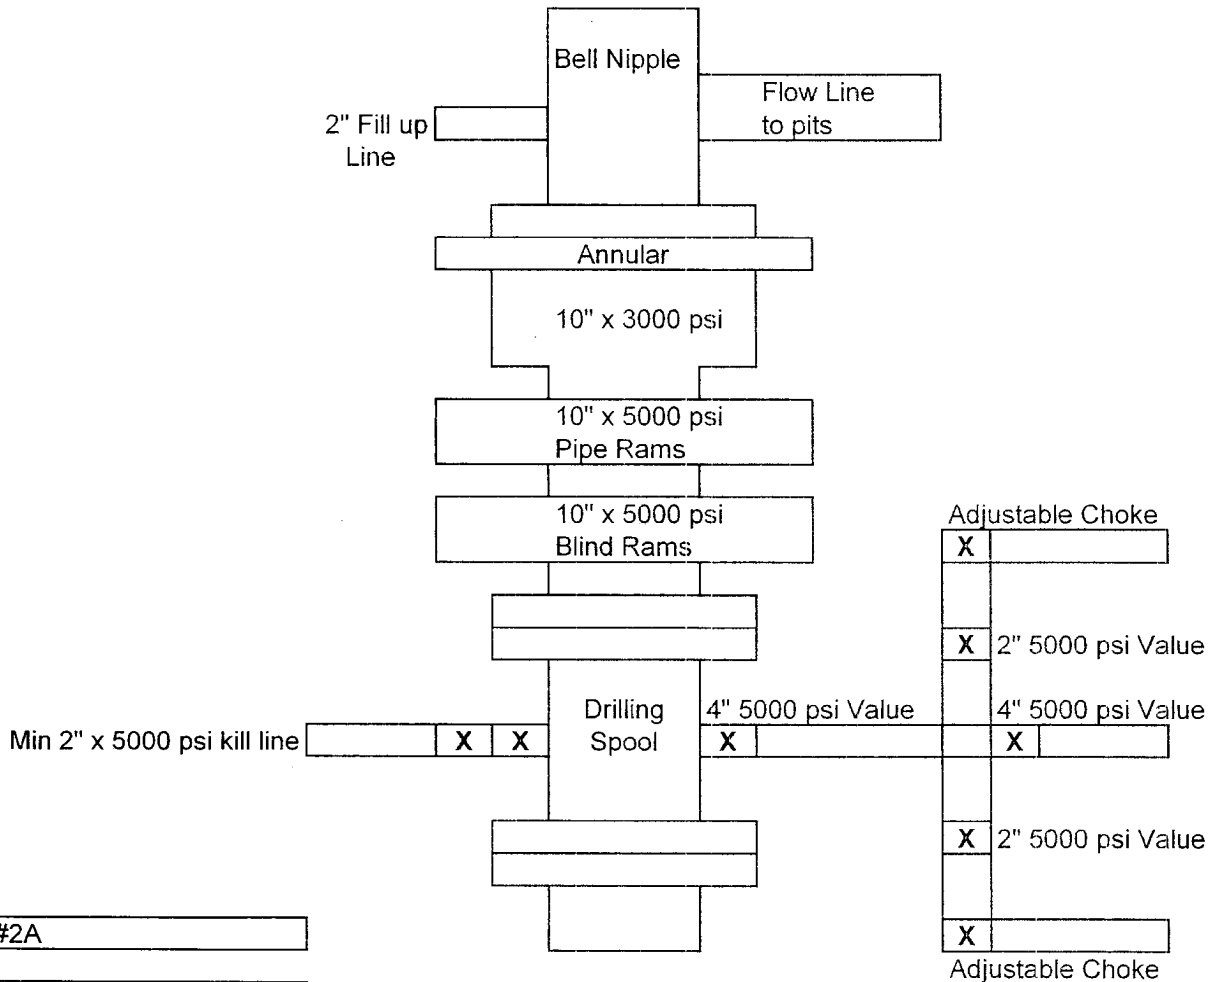 Bell Nipple
Flow Line
to pits
2" Fill up
Line
Annular
10" x 3000 psi
10" x 5000 psi
Pipe Rams
10" x 5000 psi
Blind Rams
Adjustable Choke
X
X 2" 5000 psi Value
Drilling
Spool
4" 5000 psi Value
4" 5000 psi Value
Min 2" x 5000 psi kill line
X X
X
X
X 2" 5000 psi Value
#2A
X
Adjustable Choke